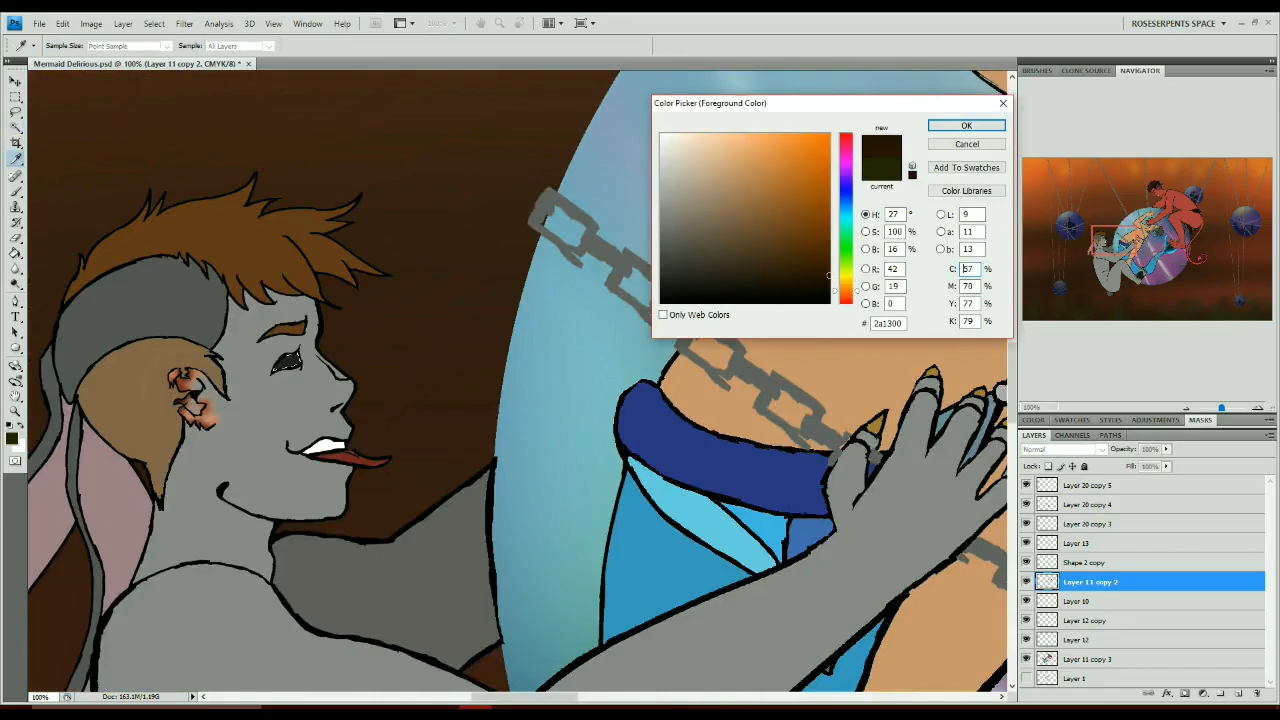 Ps File Edit Image Layer Select Filter Analysis 3D View Window Help 100% ROSESERPENTS SPACE
Sample Size: Point Sample Sample: All Layers
Mermaid Delirious.psd @ 100% (Layer 11 copy 2, CMYK/8) * ×
BRUSHES CLONE SOURCE NAVIGATOR
Color Picker (Foreground Color)
new
current
OK
Cancel
Add To Swatches
Color Libraries
H: 27 ° L: 9
S: 100 % a: 11
B: 16 % b: 13
R: 42 C: 57 %
G: 19 M: 70 %
B: 0 Y: 77 %
# 2a1300 K: 79 %
Only Web Colors
100%
COLOR SWATCHES STYLES ADJUSTMENTS MASKS
LAYERS CHANNELS PATHS
Normal Opacity: 100%
Lock: Fill: 100%
Layer 20 copy 5
Layer 20 copy 4
Layer 20 copy 3
Layer 13
Shape 2 copy
Layer 11 copy 2
Layer 10
Layer 12 copy
Layer 12
Layer 11 copy 3
Layer 1
100% Doc: 163.1M/1.19G